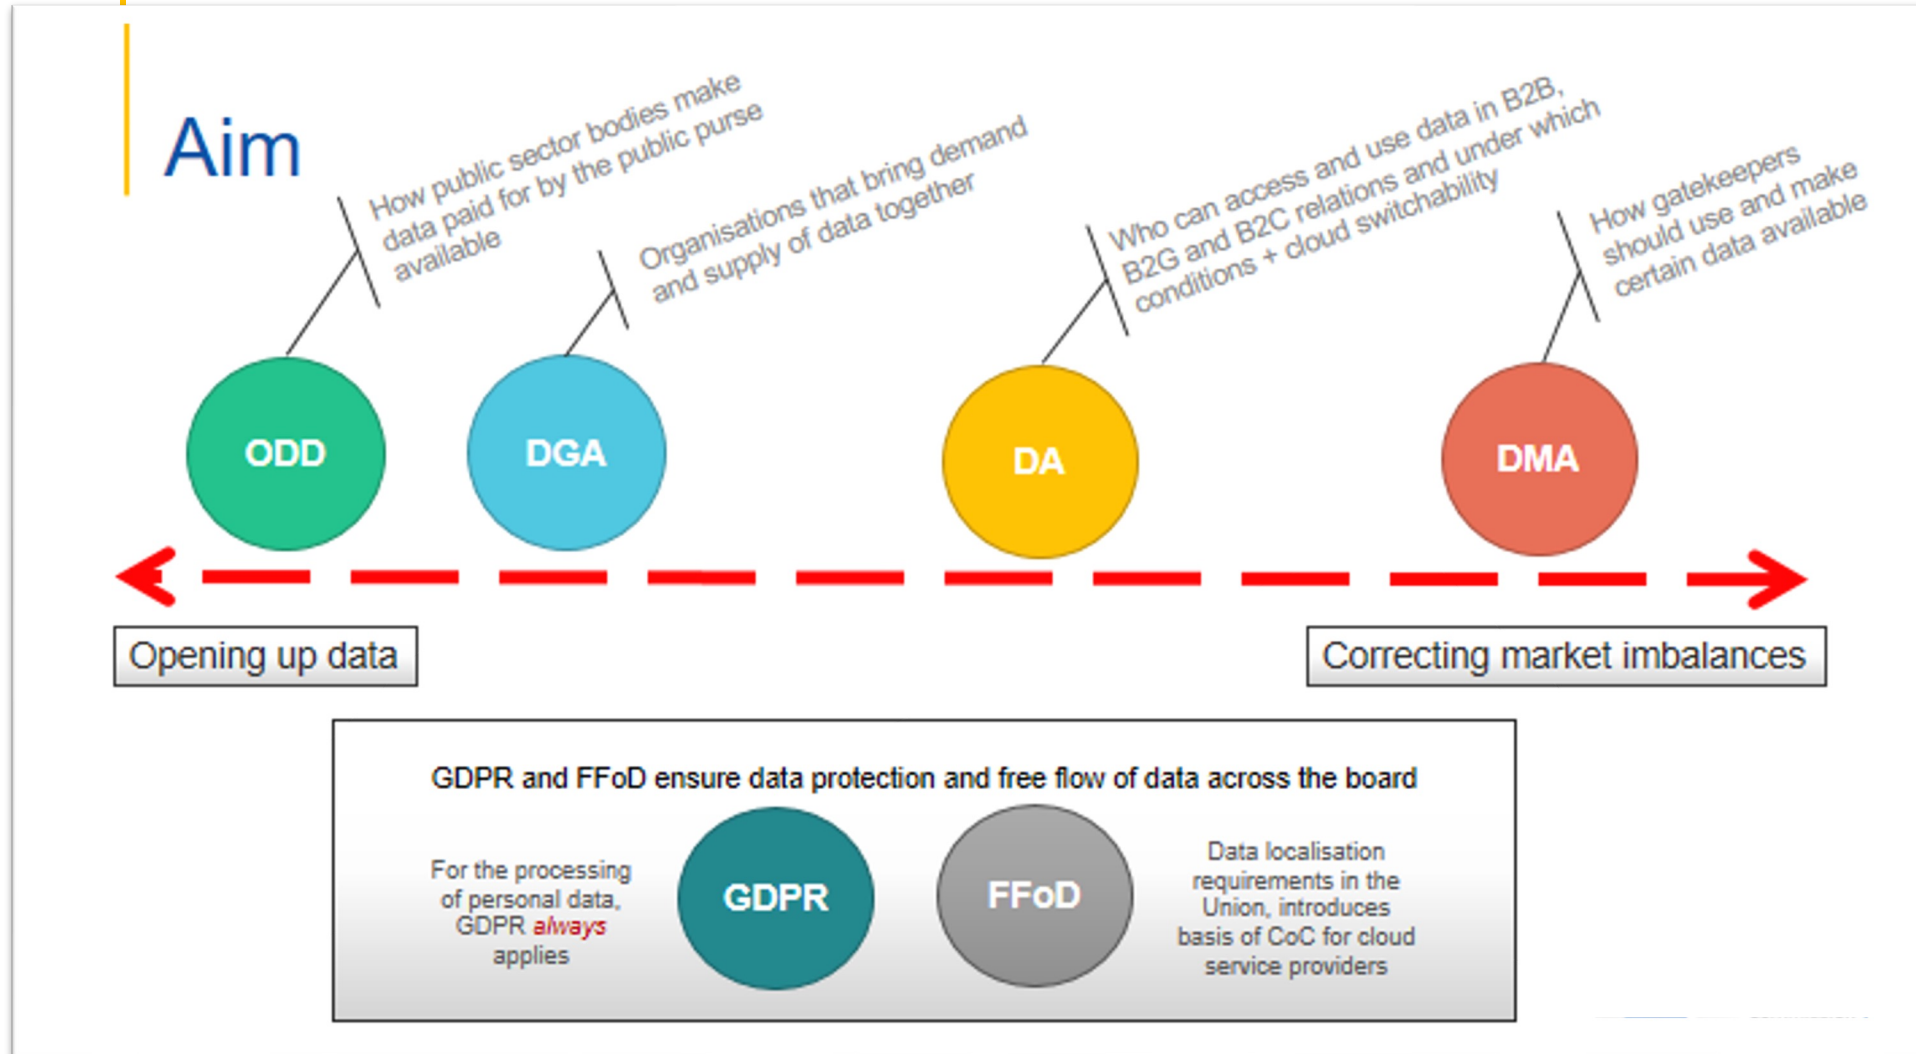 Aim
How public sector bodies make
data paid for by the public purse
available
Organisations that bring demand
and supply of data together
Who can access and use data in B2B,
B2G and B2C relations and under which
conditions + cloud switchability
How gatekeepers
should use and make
certain data available
ODD
DGA
DA
DMA
Opening up data
Correcting market imbalances
GDPR and FFoD ensure data protection and free flow of data across the board
For the processing
of personal data,
GDPR always
applies
GDPR
FFoD
Data localisation
requirements in the
Union, introduces
basis of CoC for cloud
service providers